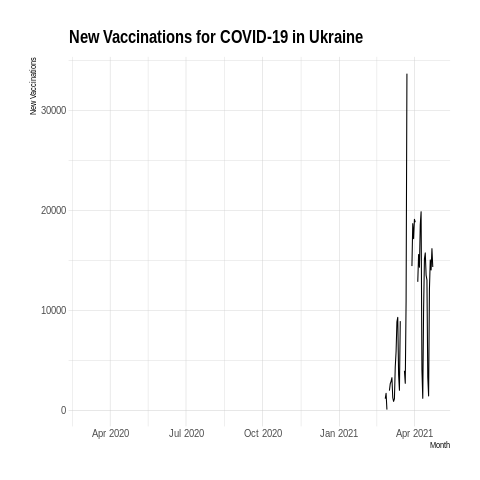 New Vaccinations for COVID-19 in Ukraine
New Vaccinations
30000
20000
10000
0
Apr 2020 Jul 2020 Oct 2020 Jan 2021 Apr 2021
Month